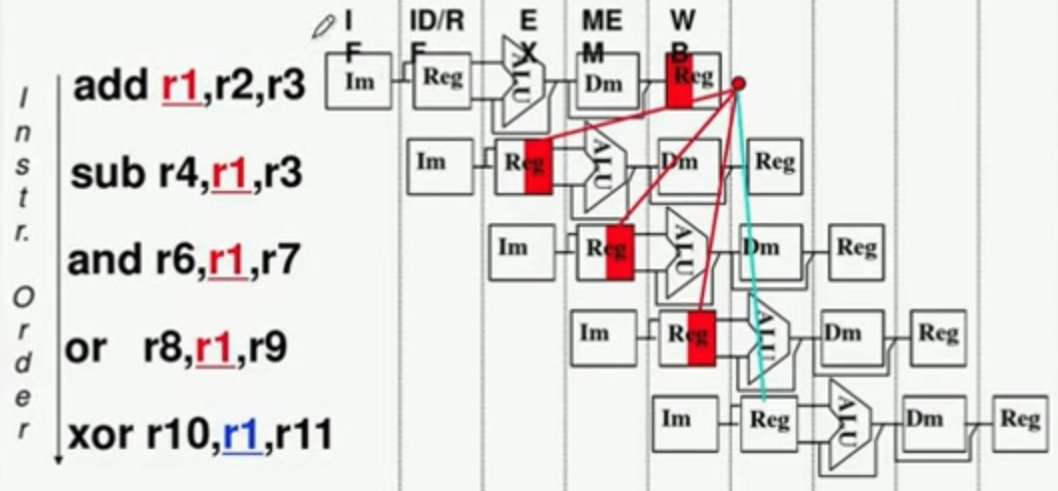 IF ID/RF EX MEM WB
Instr. Order
add r1,r2,r3
Im Reg ALU Dm Reg
sub r4,r1,r3
Im Reg ALU Dm Reg
and r6,r1,r7
Im Reg ALU Dm Reg
or r8,r1,r9
Im Reg ALU Dm Reg
xor r10,r1,r11
Im Reg ALU Dm Reg